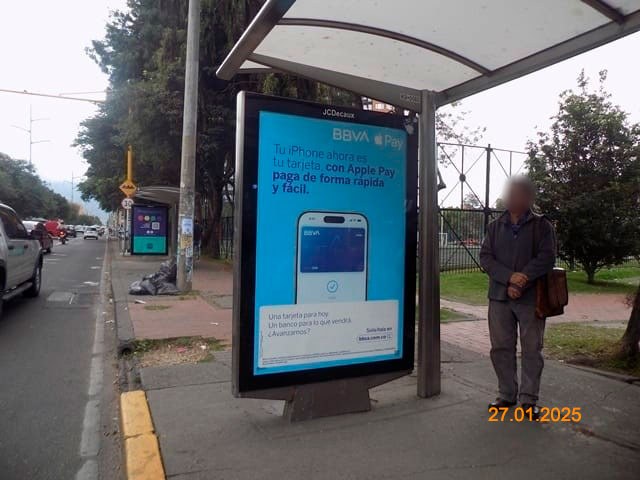 JCDecaux
BBVA Pay
Tu iPhone ahora es
tu tarjeta, con Apple Pay
paga de forma rápida
y fácil.
BBVA
Una tarjeta para hoy.
Un banco para lo que vendrá.
¿Avanzamos?
Solicítala en
bbva.com.co
27.01.2025